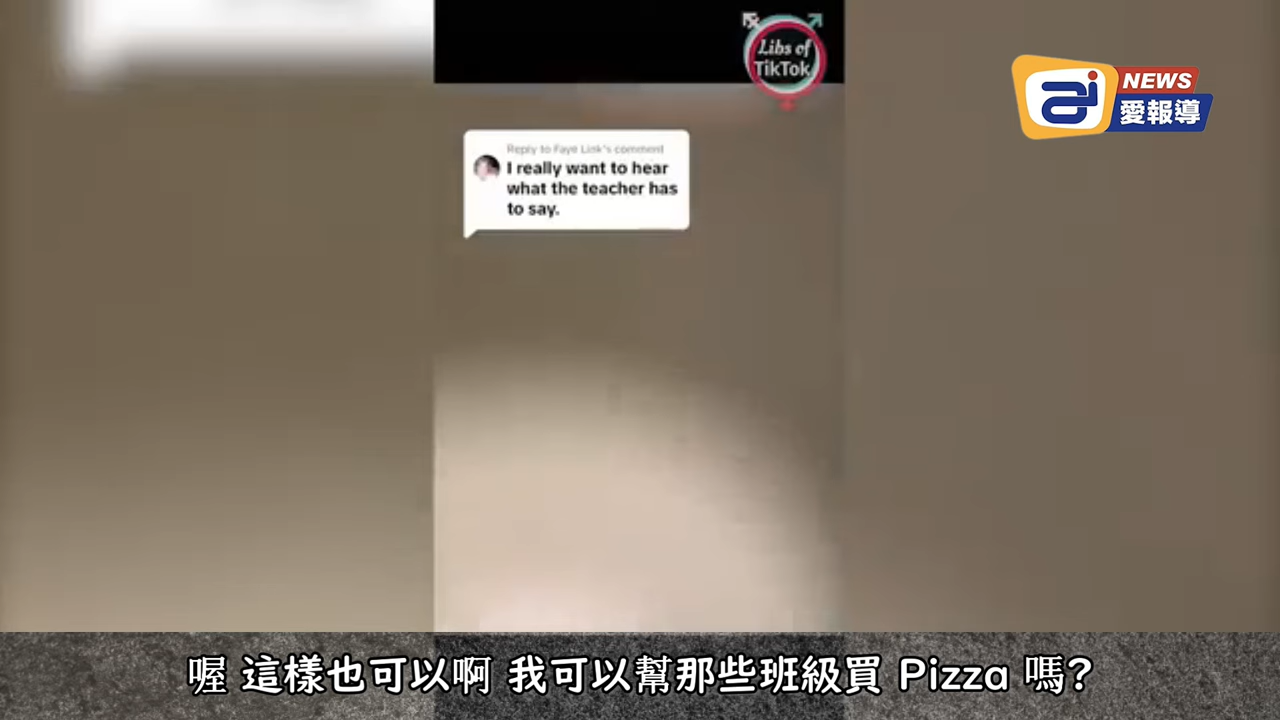 Libs of
TikTok
NEWS
愛報導
Reply to Faye Link's comment
I really want to hear
what the teacher has
to say.
喔 這樣也可以啊 我可以幫那些班級買 Pizza 嗎?